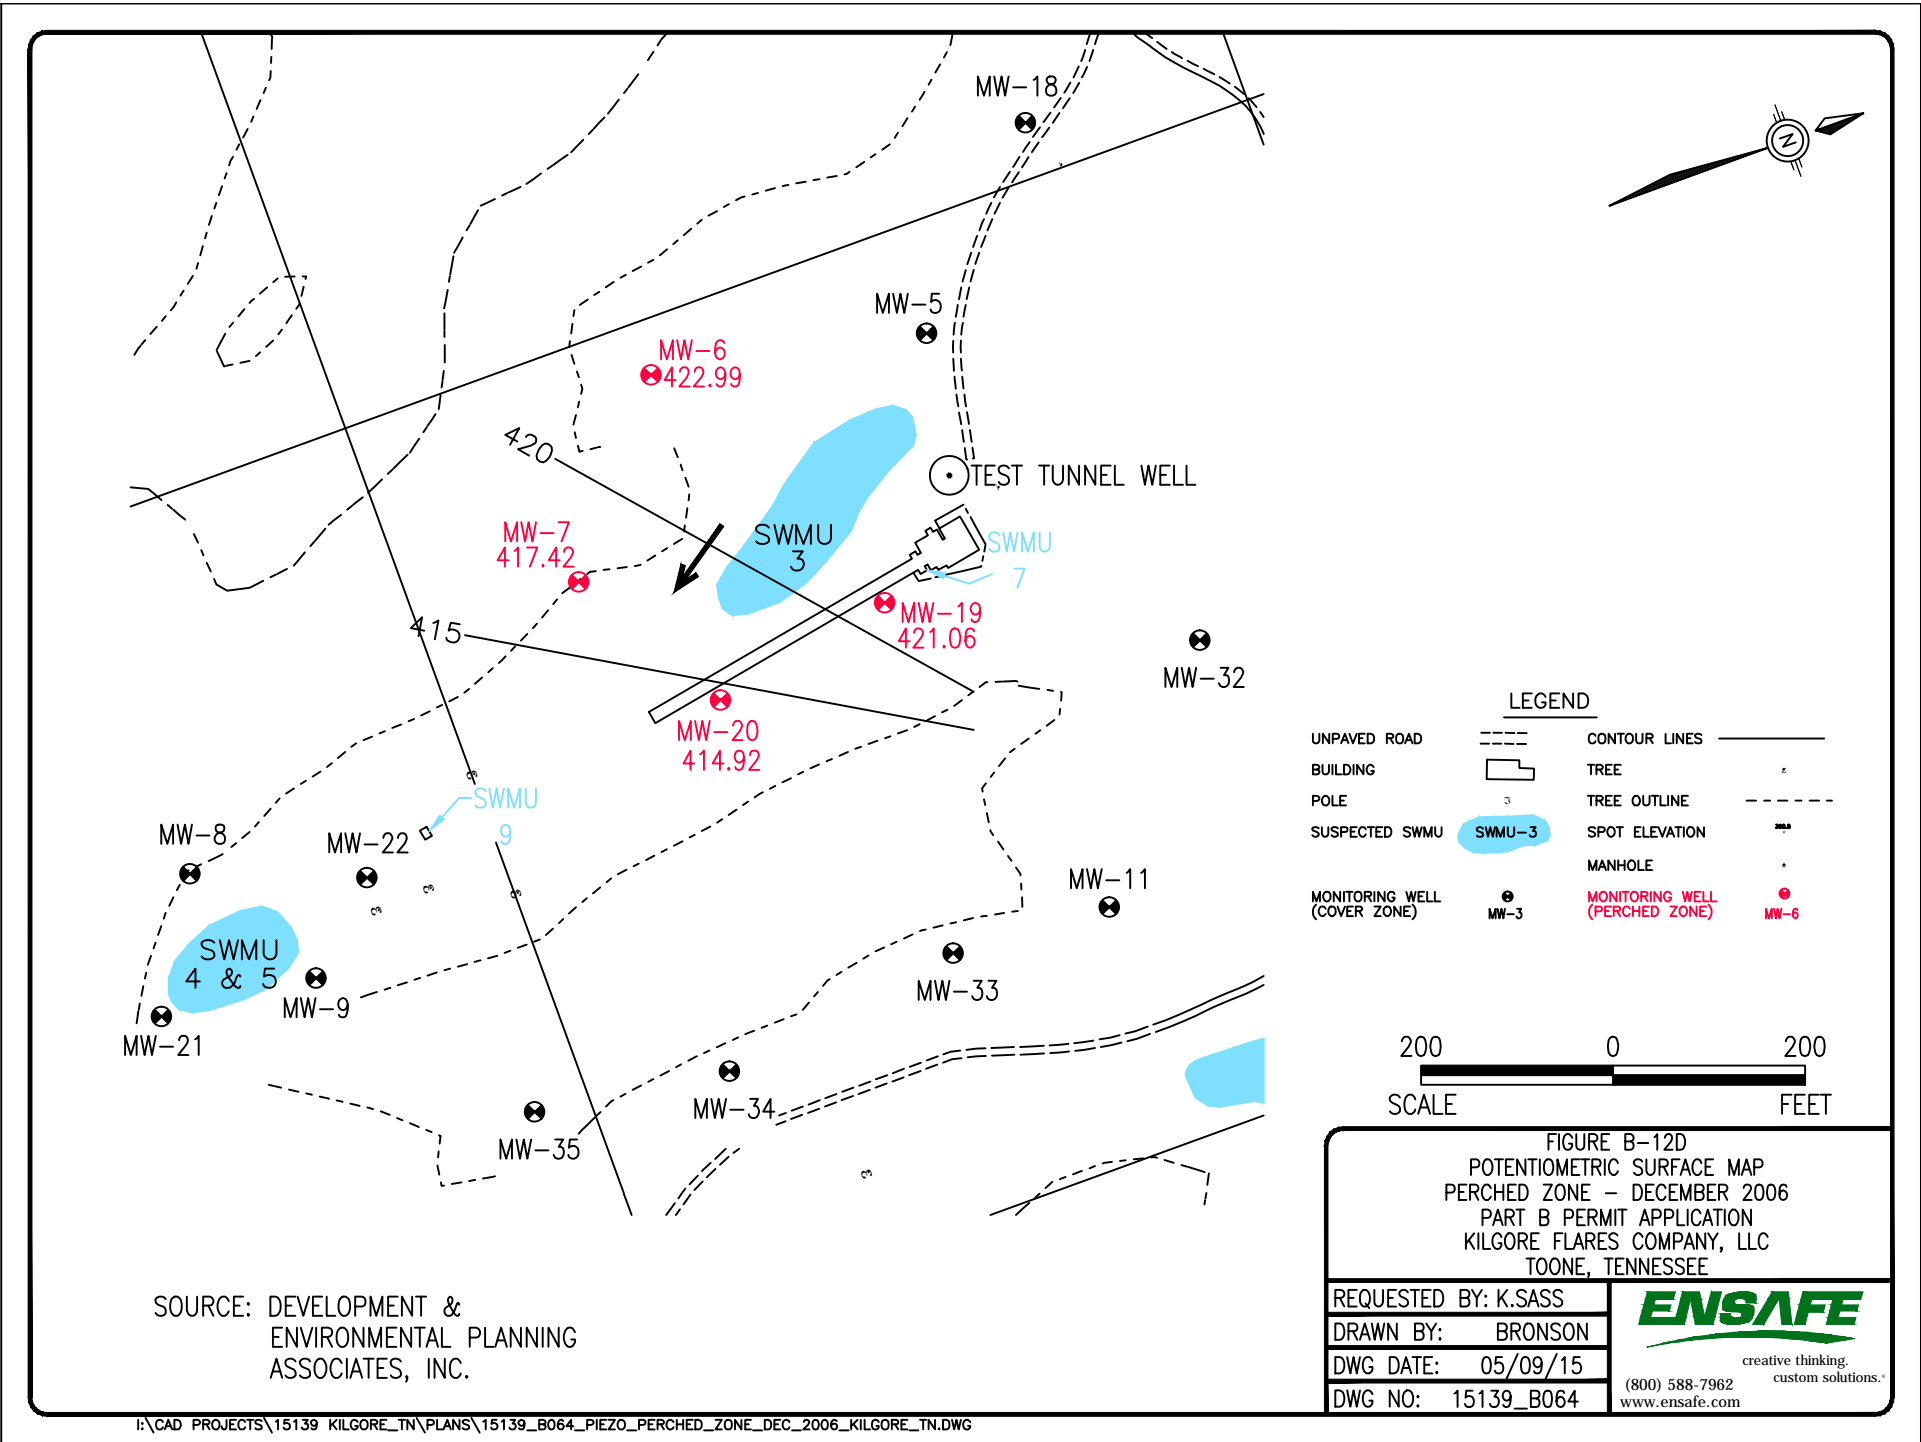 MW-18
N
MW-5
MW-6
422.99
420
TEST TUNNEL WELL
SWMU
3
MW-7
417.42
SWMU
7
MW-19
421.06
415
MW-32
MW-20
414.92
SWMU
9
MW-8
MW-22
MW-11
SWMU
4 & 5
MW-9
MW-21
MW-33
MW-34
MW-35
LEGEND
UNPAVED ROAD
CONTOUR LINES
BUILDING
TREE
POLE
TREE OUTLINE
SUSPECTED SWMU
SWMU-3
SPOT ELEVATION
MANHOLE
MONITORING WELL
(COVER ZONE)
MW-3
MONITORING WELL
(PERCHED ZONE)
MW-6
200 0 200
SCALE FEET
FIGURE B-12D
POTENTIOMETRIC SURFACE MAP
PERCHED ZONE - DECEMBER 2006
PART B PERMIT APPLICATION
KILGORE FLARES COMPANY, LLC
TOONE, TENNESSEE
REQUESTED BY: K.SASS
DRAWN BY: BRONSON
DWG DATE: 05/09/15
DWG NO: 15139_B064
ENSAFE
creative thinking.
custom solutions.
(800) 588-7962
www.ensafe.com
SOURCE: DEVELOPMENT &
ENVIRONMENTAL PLANNING
ASSOCIATES, INC.
I:\CAD PROJECTS\15139 KILGORE_TN\PLANS\15139_B064_PIEZO_PERCHED_ZONE_DEC_2006_KILGORE_TN.DWG